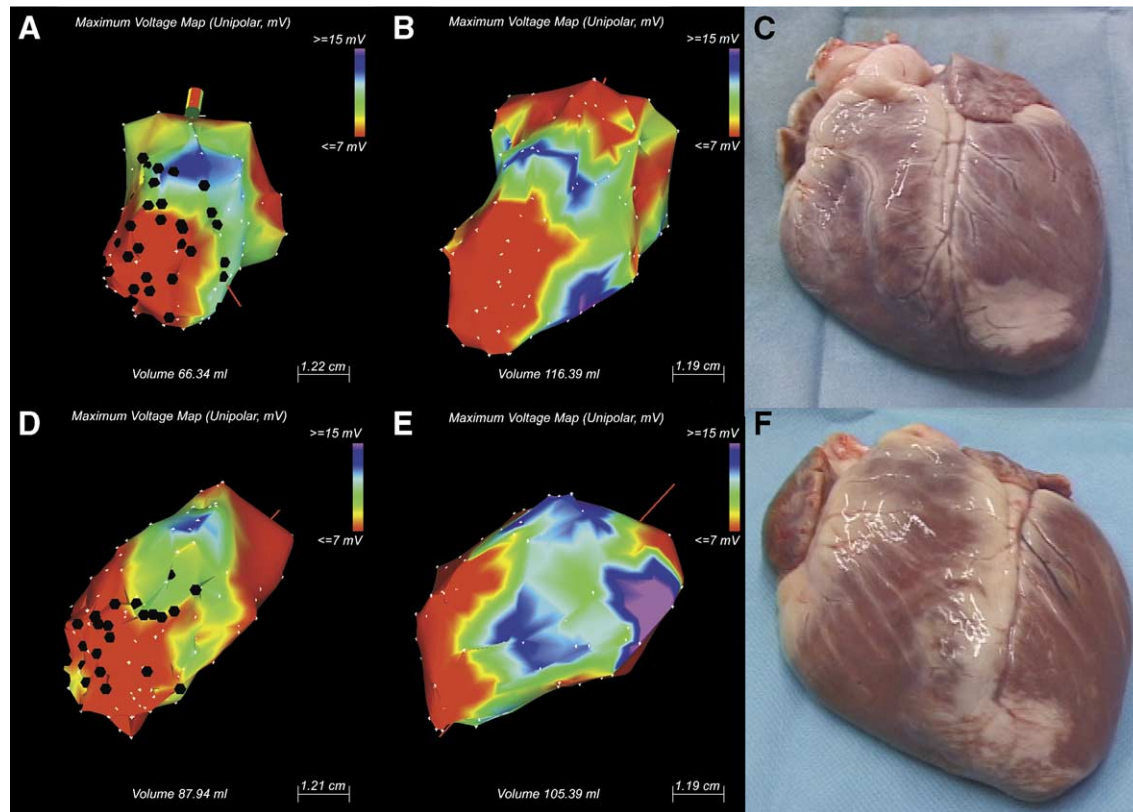 A
Maximum Voltage Map (Unipolar, mV)
>=15 mV
<=7 mV
Volume 66.34 ml
1.22 cm
B
Maximum Voltage Map (Unipolar, mV)
>=15 mV
<=7 mV
Volume 116.39 ml
1.19 cm
C
D
Maximum Voltage Map (Unipolar, mV)
>=15 mV
<=7 mV
Volume 87.94 ml
1.21 cm
E
Maximum Voltage Map (Unipolar, mV)
>=15 mV
<=7 mV
Volume 105.39 ml
1.19 cm
F